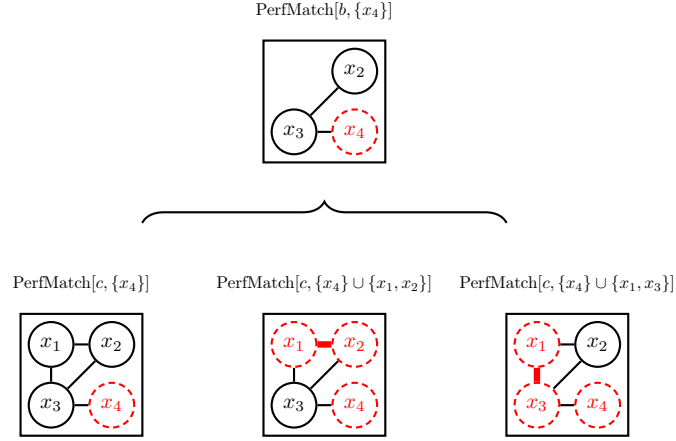 PerfMatch[b, {x₄}]
x₂
x₃ x₄
PerfMatch[c, {x₄}] PerfMatch[c, {x₄} ∪ {x₁, x₂}] PerfMatch[c, {x₄} ∪ {x₁, x₃}]
x₁ x₂ x₁ x₂ x₁ x₂
x₃ x₄ x₃ x₄ x₃ x₄